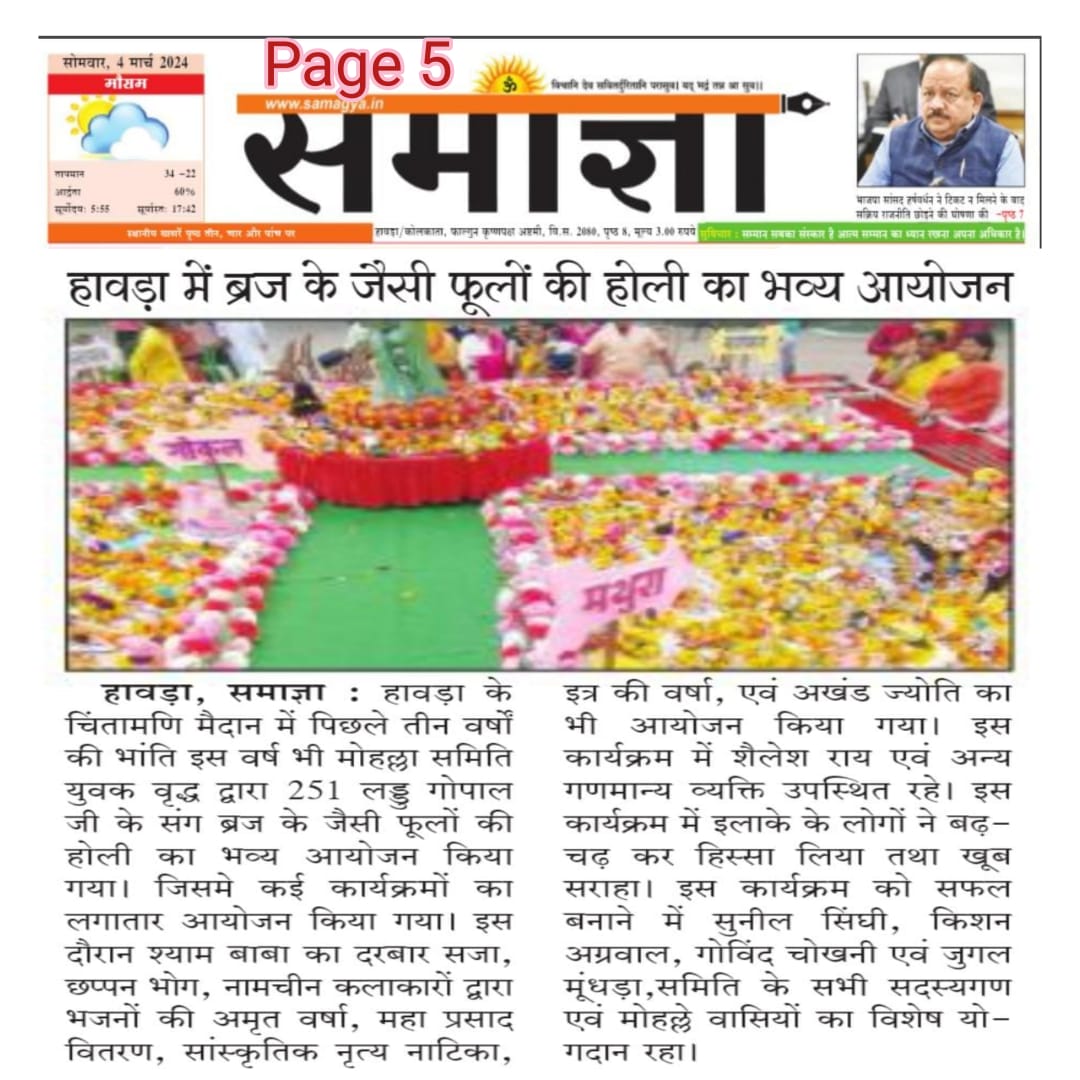 सोमवार, 4 मार्च 2024
मौसम
तापमान 34 -22
आर्द्रता 60%
सूर्योदय: 5:55 सूर्यास्त: 17:42
स्थानीय खबरें पृष्ठ तीन, चार और पांच पर
Page 5
www.samagya.in
ॐ
विश्वानि देव सवितर्दुरितानि परासुव। यद् भद्रं तन्न आ सुव।।
समाज्ञा
हावड़ा/कोलकाता, फाल्गुन कृष्णपक्ष अष्टमी, वि.स. 2080, पृष्ठ 8, मूल्य 3.00 रुपये
भाजपा सांसद हर्षवर्धन ने टिकट न मिलने के बाद
सक्रिय राजनीति छोड़ने की घोषणा की -पृष्ठ 7
सुविचार : सम्मान सबका संस्कार है आत्म सम्मान का ध्यान रखना अपना अधिकार है।
हावड़ा में ब्रज के जैसी फूलों की होली का भव्य आयोजन
गोकुल
मथुरा
हावड़ा, समाज्ञा : हावड़ा के
चिंतामणि मैदान में पिछले तीन वर्षों
की भांति इस वर्ष भी मोहल्ला समिति
युवक वृद्ध द्वारा 251 लड्डु गोपाल
जी के संग ब्रज के जैसी फूलों की
होली का भव्य आयोजन किया
गया। जिसमे कई कार्यक्रमों का
लगातार आयोजन किया गया। इस
दौरान श्याम बाबा का दरबार सजा,
छप्पन भोग, नामचीन कलाकारों द्वारा
भजनों की अमृत वर्षा, महा प्रसाद
वितरण, सांस्कृतिक नृत्य नाटिका,
इत्र की वर्षा, एवं अखंड ज्योति का
भी आयोजन किया गया। इस
कार्यक्रम में शैलेश राय एवं अन्य
गणमान्य व्यक्ति उपस्थित रहे। इस
कार्यक्रम में इलाके के लोगों ने बढ़-
चढ़ कर हिस्सा लिया तथा खूब
सराहा। इस कार्यक्रम को सफल
बनाने में सुनील सिंघी, किशन
अग्रवाल, गोविंद चोखनी एवं जुगल
मूंधड़ा,समिति के सभी सदस्यगण
एवं मोहल्ले वासियों का विशेष यो-
गदान रहा।